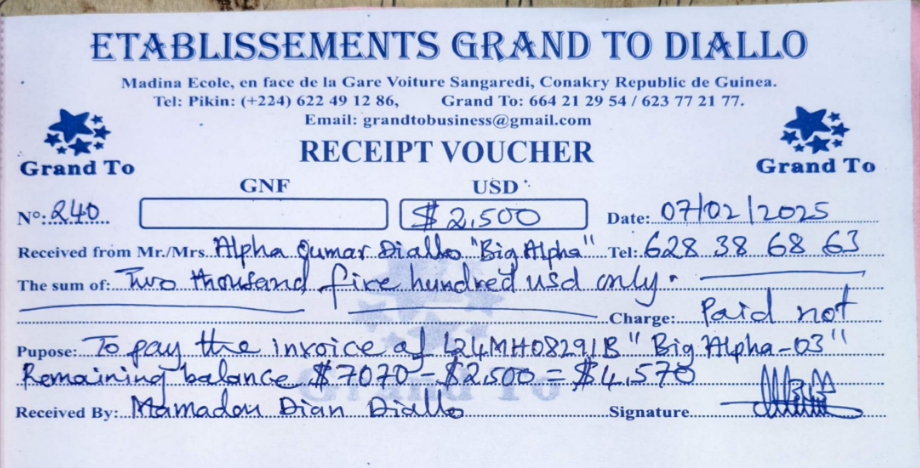 ETABLISSEMENTS GRAND TO DIALLO
Madina Ecole, en face de la Gare Voiture Sangaredi, Conakry Republic de Guinea.
Tel: Pikin: (+224) 622 49 12 86, Grand To: 664 21 29 54 / 623 77 21 77.
Email: grandtobusiness@gmail.com
Grand To RECEIPT VOUCHER Grand To
GNF USD
N°: 240 $ 2,500 Date: 07/02/2025
Received from Mr./Mrs. Alpha Oumar Diallo "Big Alpha" Tel: 628 38 68 63
The sum of: Two thousand five hundred usd only.
Charge: Paid not
Pupose: To pay the invoice of L24MH08291B "Big Alpha-03"
Remaining balance $7070 - $2,500 = $4,570
Received By: Mamadou Dian Diallo Signature
Grand To